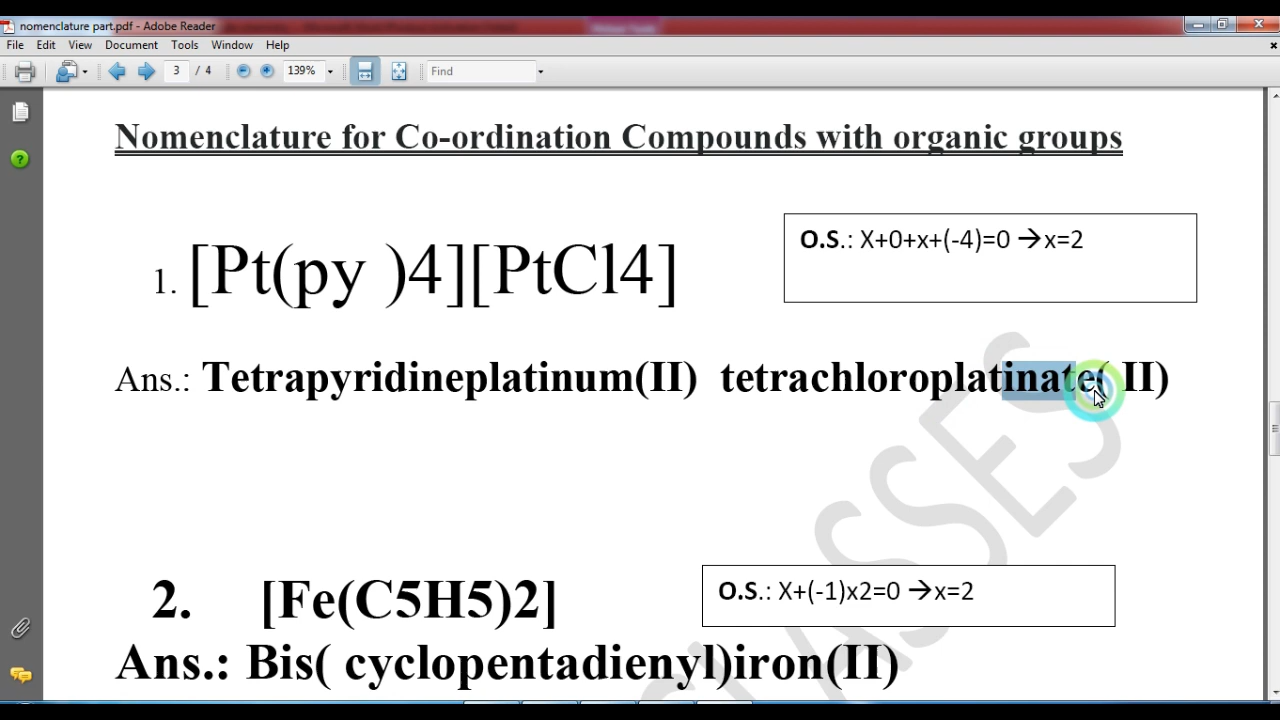 nomenclature part.pdf - Adobe Reader
File Edit View Document Tools Window Help
3 / 4 139% Find
Nomenclature for Co-ordination Compounds with organic groups
1. [Pt(py )4][PtCl4]
O.S.: X+0+x+(-4)=0 →x=2
Ans.: Tetrapyridineplatinum(II) tetrachloroplatinate( II)
2. [Fe(C5H5)2]
O.S.: X+(-1)x2=0 →x=2
Ans.: Bis( cyclopentadienyl)iron(II)
CLASSES